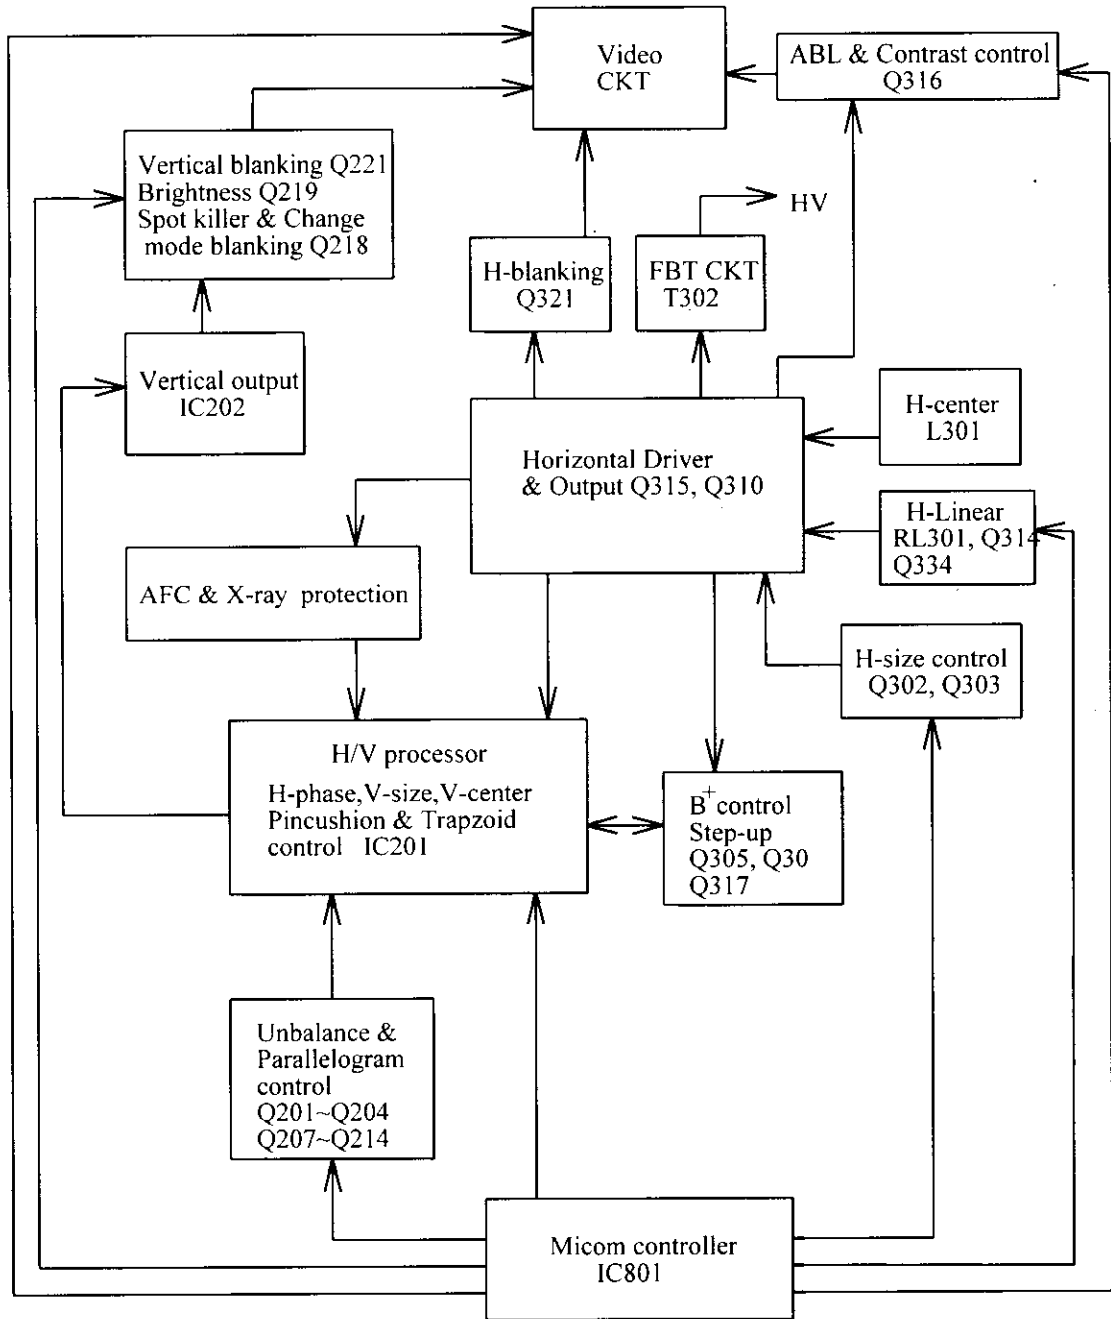 Video
CKT
ABL & Contrast control
Q316
Vertical blanking Q221
Brightness Q219
Spot killer & Change
mode blanking Q218
HV
H-blanking
Q321
FBT CKT
T302
Vertical output
IC202
H-center
L301
Horizontal Driver
& Output Q315, Q310
H-Linear
RL301, Q314
Q334
AFC & X-ray protection
H-size control
Q302, Q303
H/V processor
H-phase,V-size,V-center
Pincushion & Trapzoid
control IC201
B+ control
Step-up
Q305, Q30
Q317
Unbalance &
Parallelogram
control
Q201~Q204
Q207~Q214
Micom controller
IC801